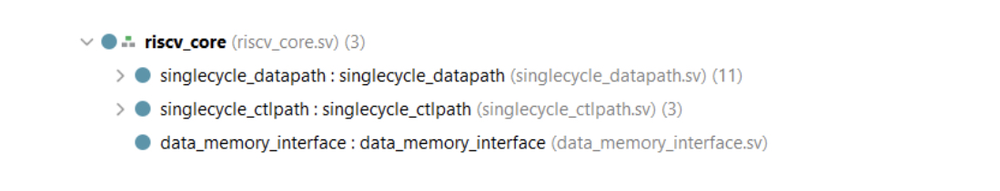 riscv_core (riscv_core.sv) (3)
singlecycle_datapath : singlecycle_datapath (singlecycle_datapath.sv) (11)
singlecycle_ctlpath : singlecycle_ctlpath (singlecycle_ctlpath.sv) (3)
data_memory_interface : data_memory_interface (data_memory_interface.sv)